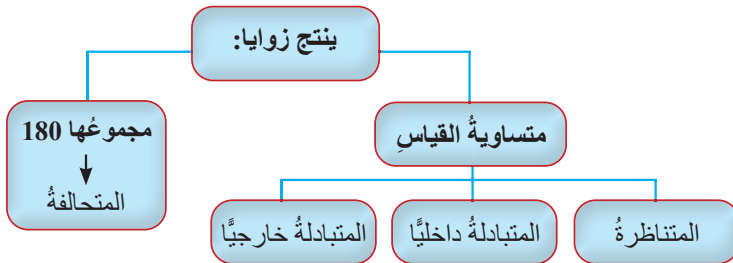 ينتج زوايا:
متساويةُ القياسِ
المتناظرةُ
المتبادلةُ داخليًّا
المتبادلةُ خارجيًّا
مجموعُها 180
المتحالفةُ